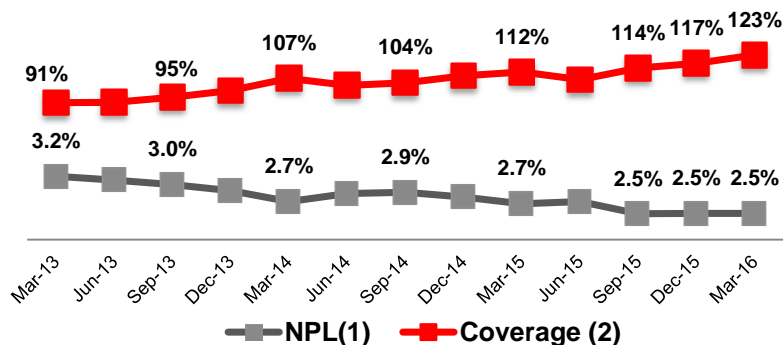 91%
95%
107%
104%
112%
114%
117%
123%
3.2%
3.0%
2.7%
2.9%
2.7%
2.5%
2.5%
2.5%
Mar-13
Jun-13
Sep-13
Dec-13
Mar-14
Jun-14
Sep-14
Dec-14
Mar-15
Jun-15
Sep-15
Dec-15
Mar-16
NPL(1)
Coverage (2)